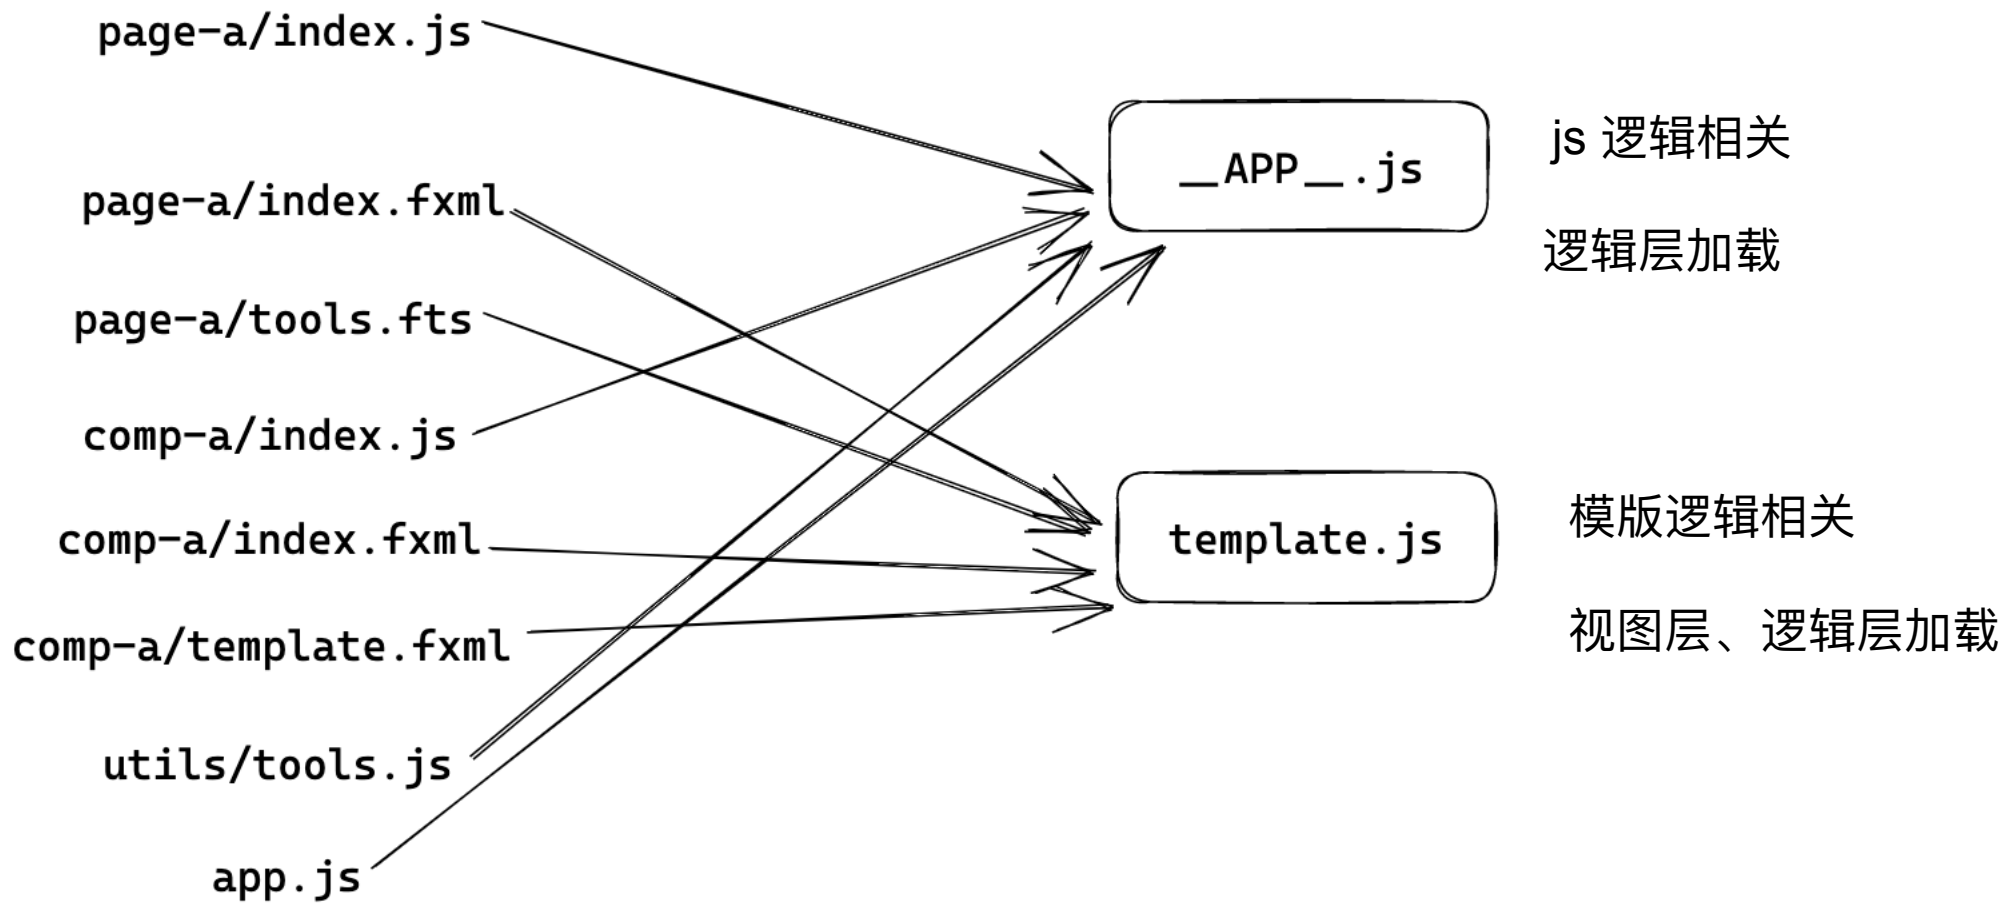 page-a/index.js
page-a/index.fxml
page-a/tools.fts
comp-a/index.js
comp-a/index.fxml
comp-a/template.fxml
utils/tools.js
app.js
__APP__.js
js 逻辑相关
逻辑层加载
template.js
模版逻辑相关
视图层、逻辑层加载